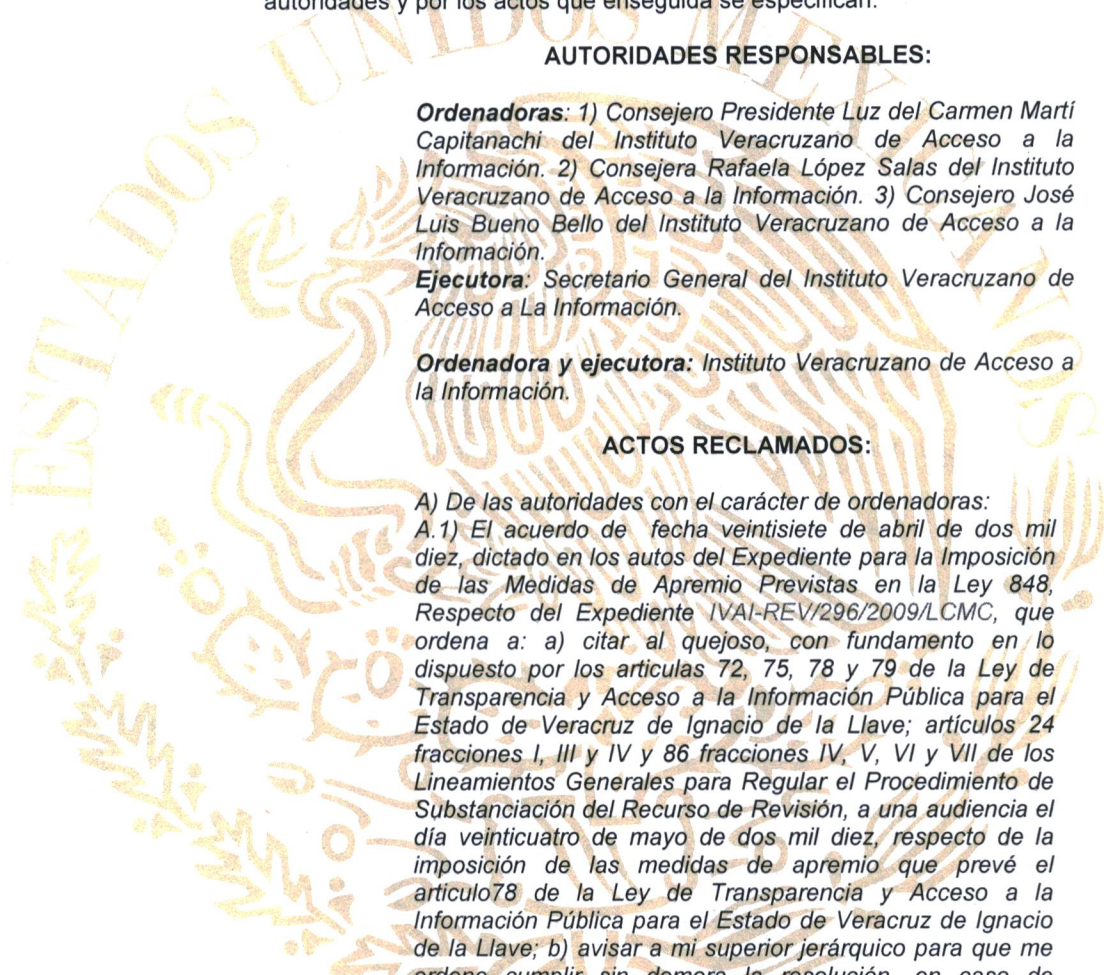 autoridades y por los actos que enseguida se especifican:
AUTORIDADES RESPONSABLES:
Ordenadoras: 1) Consejero Presidente Luz del Carmen Martí
Capitanachi del Instituto Veracruzano de Acceso a la
Información. 2) Consejera Rafaela López Salas del Instituto
Veracruzano de Acceso a la Información. 3) Consejero José
Luis Bueno Bello del Instituto Veracruzano de Acceso a la
Información.
Ejecutora: Secretario General del Instituto Veracruzano de
Acceso a La Información.
Ordenadora y ejecutora: Instituto Veracruzano de Acceso a
la Información.
ACTOS RECLAMADOS:
A) De las autoridades con el carácter de ordenadoras:
A.1) El acuerdo de fecha veintisiete de abril de dos mil
diez, dictado en los autos del Expediente para la Imposición
de las Medidas de Apremio Previstas en la Ley 848,
Respecto del Expediente IVAI-REV/296/2009/LCMC, que
ordena a: a) citar al quejoso, con fundamento en lo
dispuesto por los articulas 72, 75, 78 y 79 de la Ley de
Transparencia y Acceso a la Información Pública para el
Estado de Veracruz de Ignacio de la Llave; artículos 24
fracciones I, III y IV y 86 fracciones IV, V, VI y VII de los
Lineamientos Generales para Regular el Procedimiento de
Substanciación del Recurso de Revisión, a una audiencia el
día veinticuatro de mayo de dos mil diez, respecto de la
imposición de las medidas de apremio que prevé el
articulo78 de la Ley de Transparencia y Acceso a la
Información Pública para el Estado de Veracruz de Ignacio
de la Llave; b) avisar a mi superior jerárquico para que me
ordene cumplir sin demora la resolución, en caso de
ESTADOS UNIDOS MEXICANOS